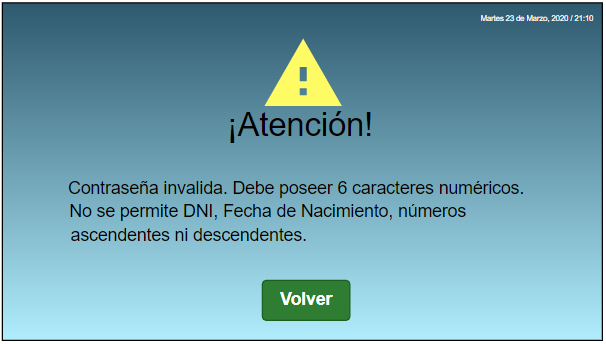 Martes 23 de Marzo, 2020 / 21:10
¡Atención!
Contraseña invalida. Debe poseer 6 caracteres numéricos.
No se permite DNI, Fecha de Nacimiento, números
ascendentes ni descendentes.
Volver